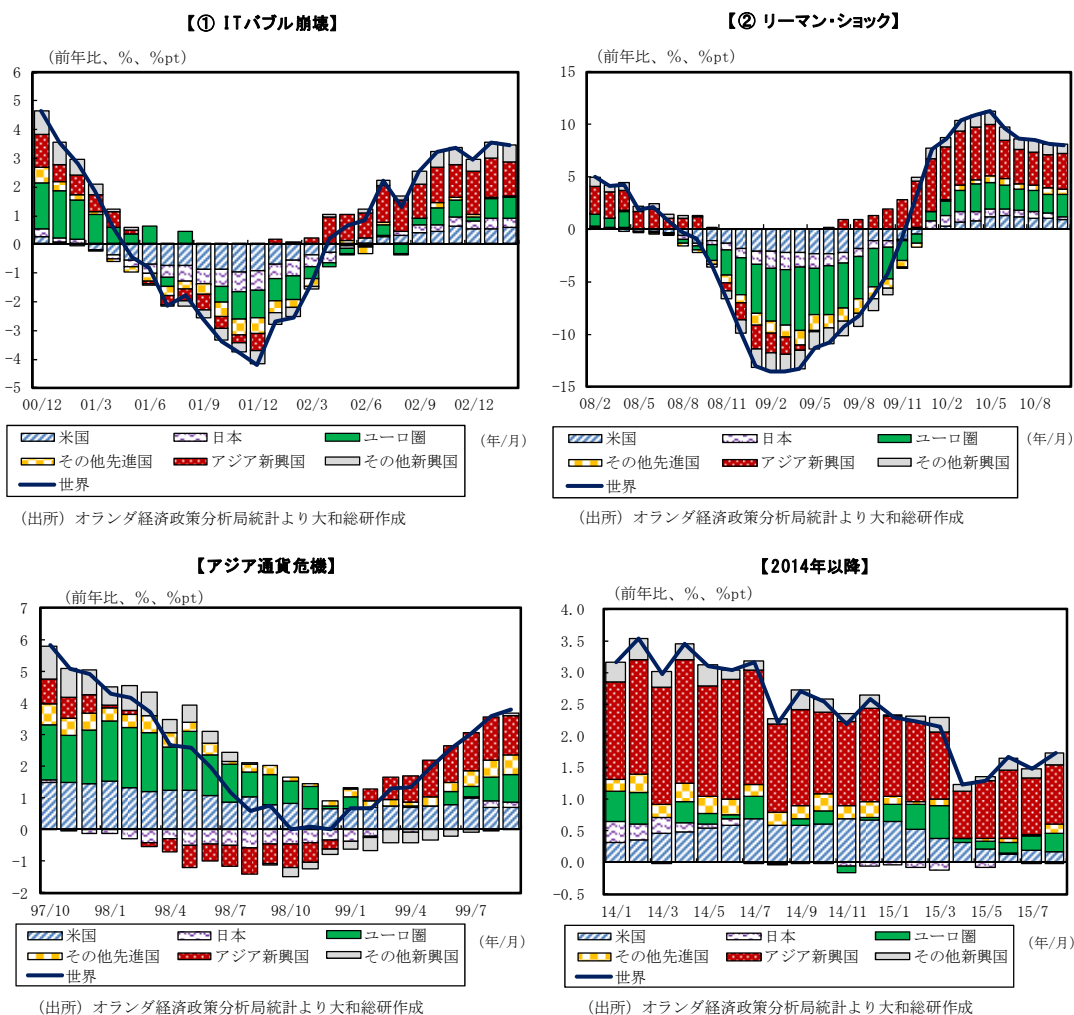 【① ITバブル崩壊】
（前年比、%、%pt）
6
5
4
3
2
1
0
-1
-2
-3
-4
-5
00/12 01/3 01/6 01/9 01/12 02/3 02/6 02/9 02/12
米国 日本 ユーロ圏
その他先進国 アジア新興国 その他新興国
世界
（年/月）
（出所）オランダ経済政策分析局統計より大和総研作成
【② リーマン・ショック】
（前年比、%、%pt）
15
10
5
0
-5
-10
-15
08/2 08/5 08/8 08/11 09/2 09/5 09/8 09/11 10/2 10/5 10/8
米国 日本 ユーロ圏
その他先進国 アジア新興国 その他新興国
世界
（年/月）
（出所）オランダ経済政策分析局統計より大和総研作成
【アジア通貨危機】
（前年比、%、%pt）
7
6
5
4
3
2
1
0
-1
-2
97/10 98/1 98/4 98/7 98/10 99/1 99/4 99/7
米国 日本 ユーロ圏
その他先進国 アジア新興国 その他新興国
世界
（年/月）
（出所）オランダ経済政策分析局統計より大和総研作成
【2014年以降】
（前年比、%、%pt）
4.0
3.5
3.0
2.5
2.0
1.5
1.0
0.5
0.0
-0.5
14/1 14/3 14/5 14/7 14/9 14/11 15/1 15/3 15/5 15/7
米国 日本 ユーロ圏
その他先進国 アジア新興国 その他新興国
世界
（年/月）
（出所）オランダ経済政策分析局統計より大和総研作成